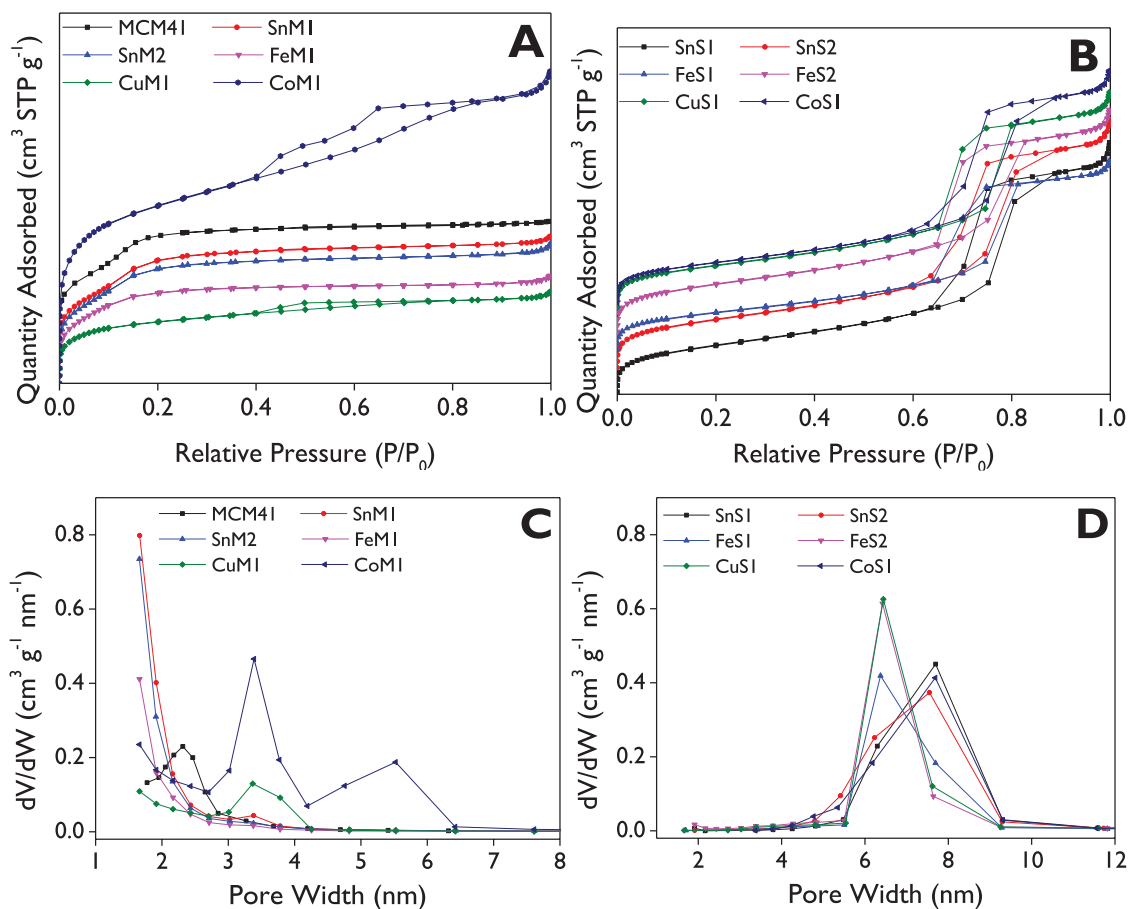 A
MCM41 SnM1
SnM2 FeM1
CuM1 CoM1
Quantity Adsorbed (cm³ STP g⁻¹)
0.0 0.2 0.4 0.6 0.8 1.0
Relative Pressure (P/P₀)
B
SnS1 SnS2
FeS1 FeS2
CuS1 CoS1
Quantity Adsorbed (cm³ STP g⁻¹)
0.0 0.2 0.4 0.6 0.8 1.0
Relative Pressure (P/P₀)
C
MCM41 SnM1
SnM2 FeM1
CuM1 CoM1
dV/dW (cm³ g⁻¹ nm⁻¹)
0.8
0.6
0.4
0.2
0.0
1 2 3 4 5 6 7 8
Pore Width (nm)
D
SnS1 SnS2
FeS1 FeS2
CuS1 CoS1
dV/dW (cm³ g⁻¹ nm⁻¹)
0.8
0.6
0.4
0.2
0.0
2 4 6 8 10 12
Pore Width (nm)